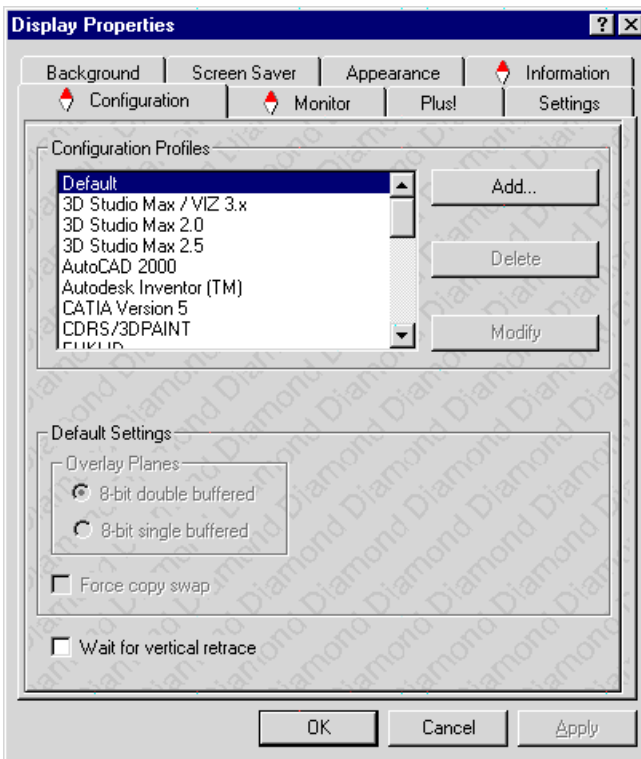 Display Properties
Background
Screen Saver
Appearance
Information
Configuration
Monitor
Plus!
Settings
Configuration Profiles
Default
3D Studio Max / VIZ 3.x
3D Studio Max 2.0
3D Studio Max 2.5
AutoCAD 2000
Autodesk Inventor (TM)
CATIA Version 5
CDRS/3DPAINT
Add...
Delete
Modify
Default Settings
Overlay Planes
8-bit double buffered
8-bit single buffered
Force copy swap
Wait for vertical retrace
OK
Cancel
Apply